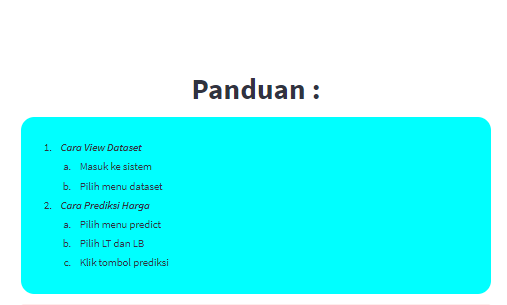 Panduan :
1. Cara View Dataset
a. Masuk ke sistem
b. Pilih menu dataset
2. Cara Prediksi Harga
a. Pilih menu predict
b. Pilih LT dan LB
c. Klik tombol prediksi